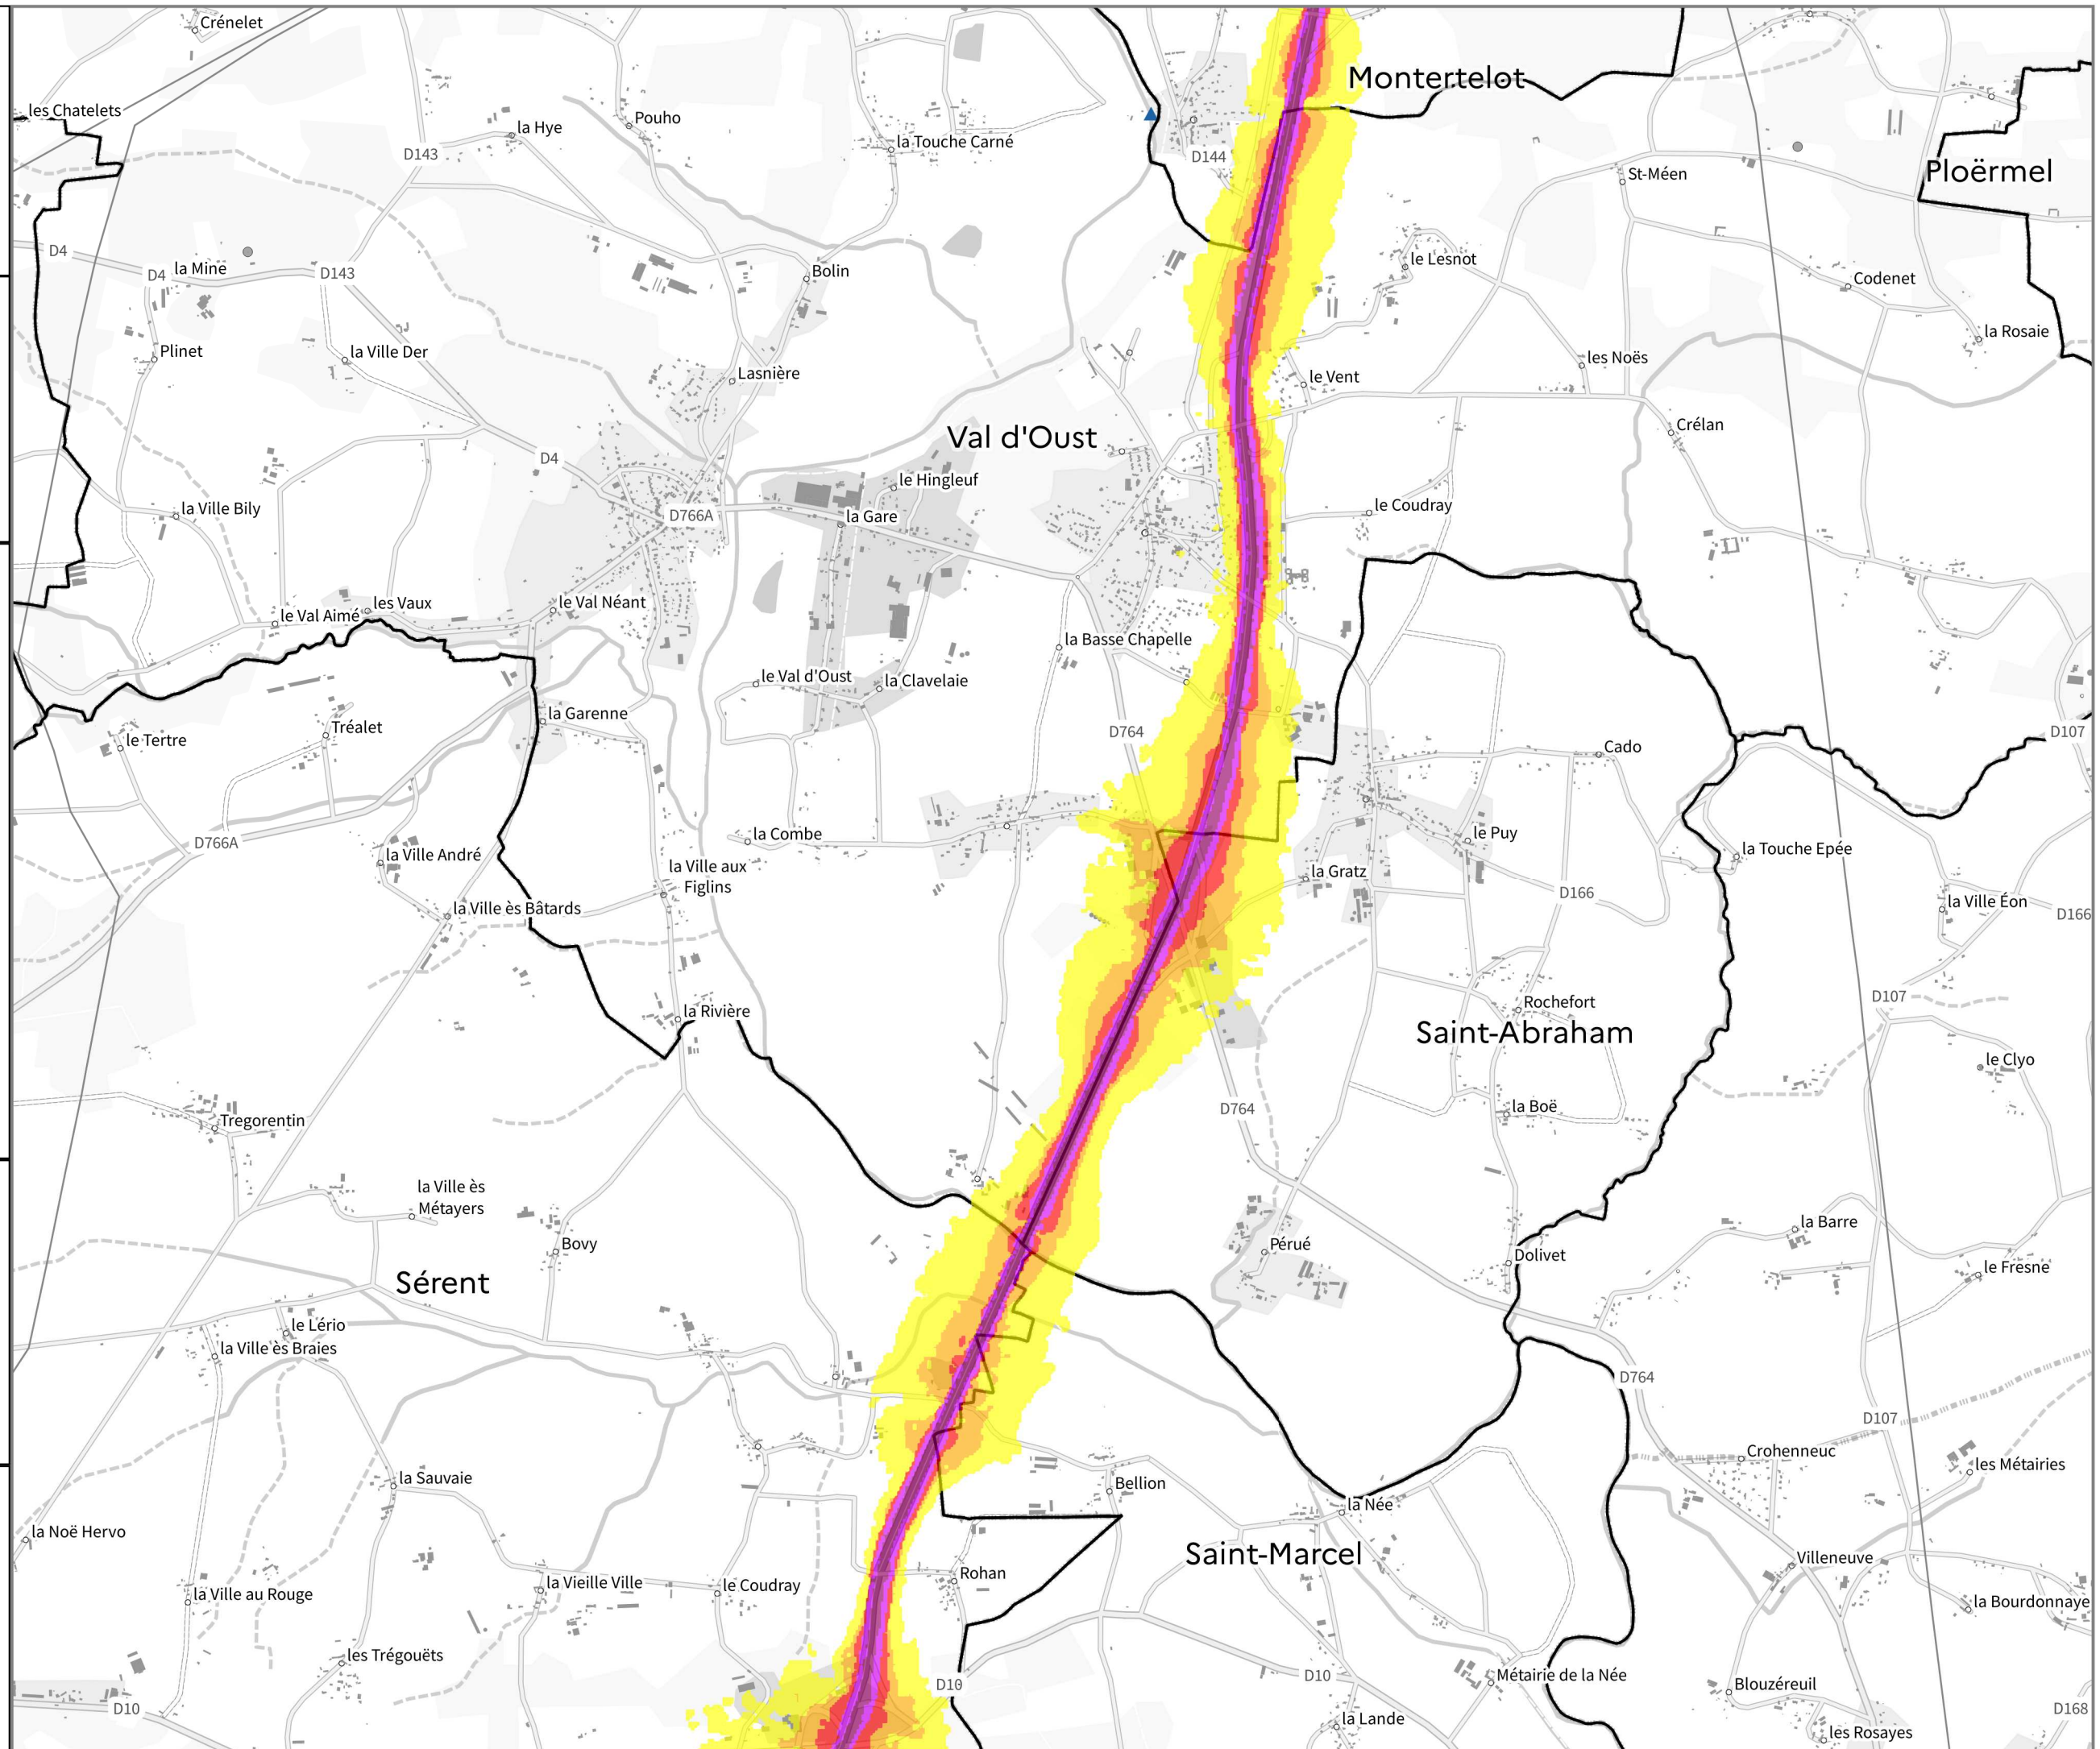 Crénelet
Montertelot
les Chatelets
Pouho
la Hye
la Touche Carné
D143
D144
Ploërmel
St-Méen
D4
D4
la Mine
D143
Bolin
le Lesnot
Codenet
la Rosaie
Plinet
la Ville Der
Lasnière
le Vent
les Noës
Crélan
Val d'Oust
D4
le Hingleuf
la Ville Bily
D766A
la Gare
le Coudray
le Val Aimé
les Vaux
le Val Néant
la Basse Chapelle
le Val d'Oust
la Clavelaie
la Garenne
le Tertre
Tréalet
D764
Cado
D107
D766A
la Combe
le Puy
la Ville André
la Ville aux
Figlins
la Touche Epée
la Gratz
D166
la Ville ès Bâtards
la Ville Éon
D166
la Rivière
Rochefort
D107
Saint-Abraham
le Clyo
Tregorentin
D764
la Boë
la Ville ès
Métayers
Bovy
Pérué
la Barre
Dolivet
le Fresne
Sérent
le Lério
la Ville ès Braies
D764
D107
Crohenneuc
les Métairies
la Sauvaie
Bellion
la Née
la Noë Hervo
Saint-Marcel
Villeneuve
la Ville au Rouge
la Vieille Ville
le Coudray
Rohan
la Bourdonnaye
les Trégouëts
D10
D10
D10
Métairie de la Née
Blouzéreuil
D168
la Lande
les Rosayes